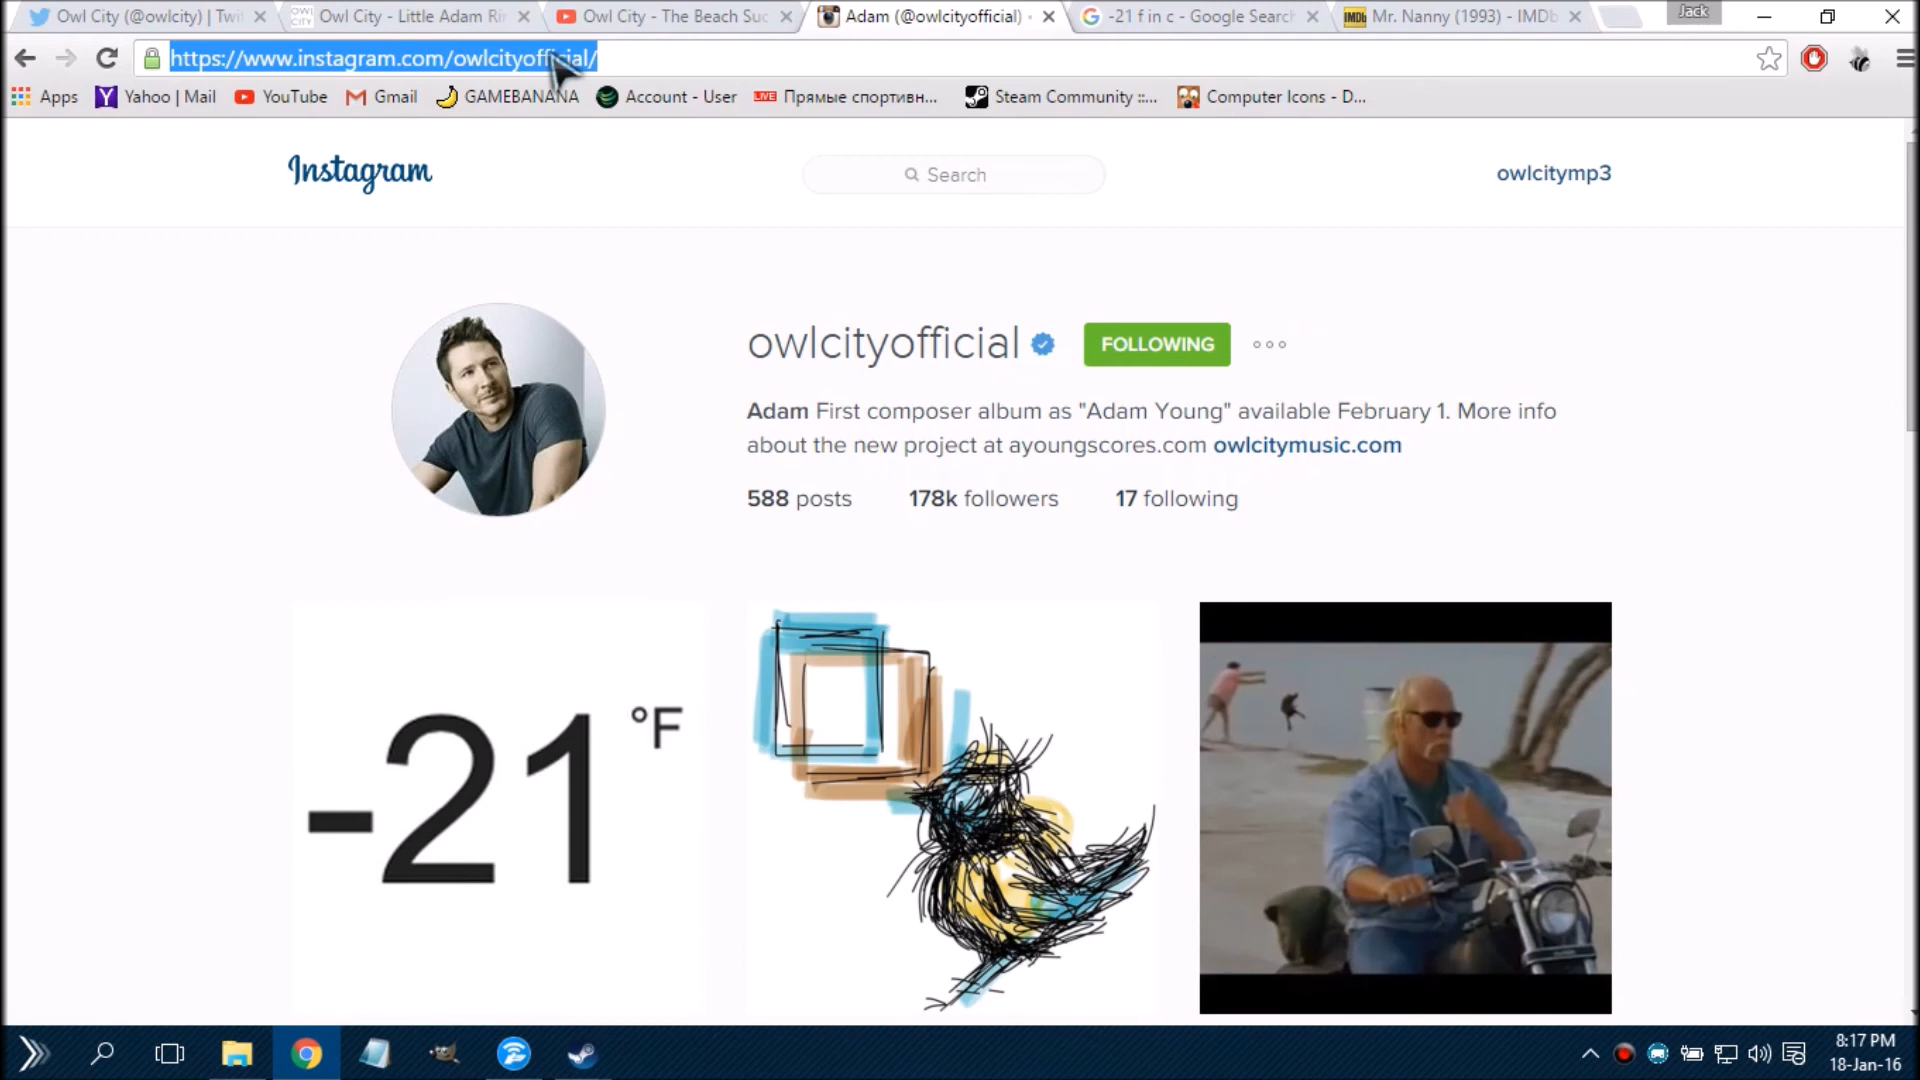 Owl City (@owlcity) | Twi
Owl City - Little Adam Ri
Owl City - The Beach Suc
Adam (@owlcityofficial) •
-21 f in c - Google Search
Mr. Nanny (1993) - IMDb
Jack
https://www.instagram.com/owlcityofficial/
Apps
Yahoo | Mail
YouTube
Gmail
GAMEBANANA
Account - User
LIVE
Прямые спортивн...
Steam Community ::...
Computer Icons - D...
Instagram
Search
owlcitymp3
owlcityofficial
FOLLOWING
Adam First composer album as "Adam Young" available February 1. More info
about the new project at ayoungscores.com owlcitymusic.com
588 posts
178k followers
17 following
-21 °F
8:17 PM
18-Jan-16